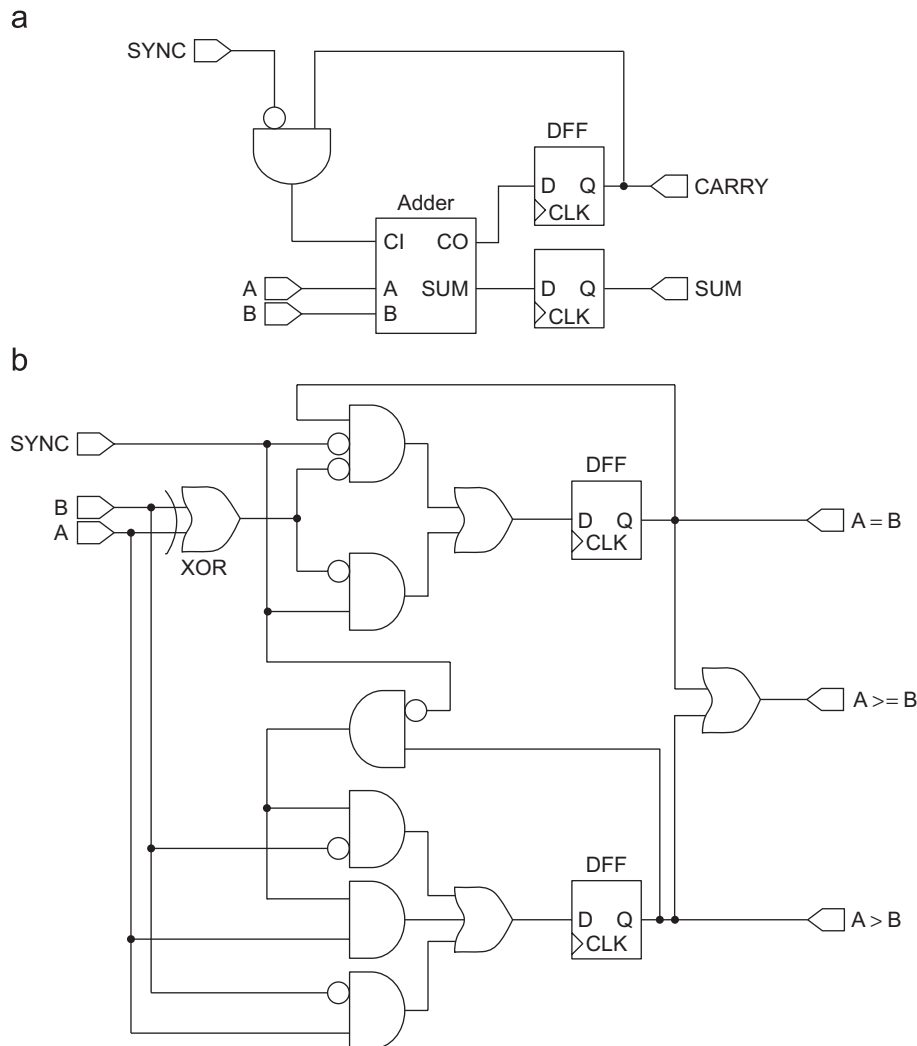 a
SYNC
DFF
D Q
CLK
CARRY
Adder
CI CO
A A SUM
B B
D Q
CLK
SUM
b
SYNC
B
A
XOR
DFF
D Q
CLK
A = B
A >= B
DFF
D Q
CLK
A > B